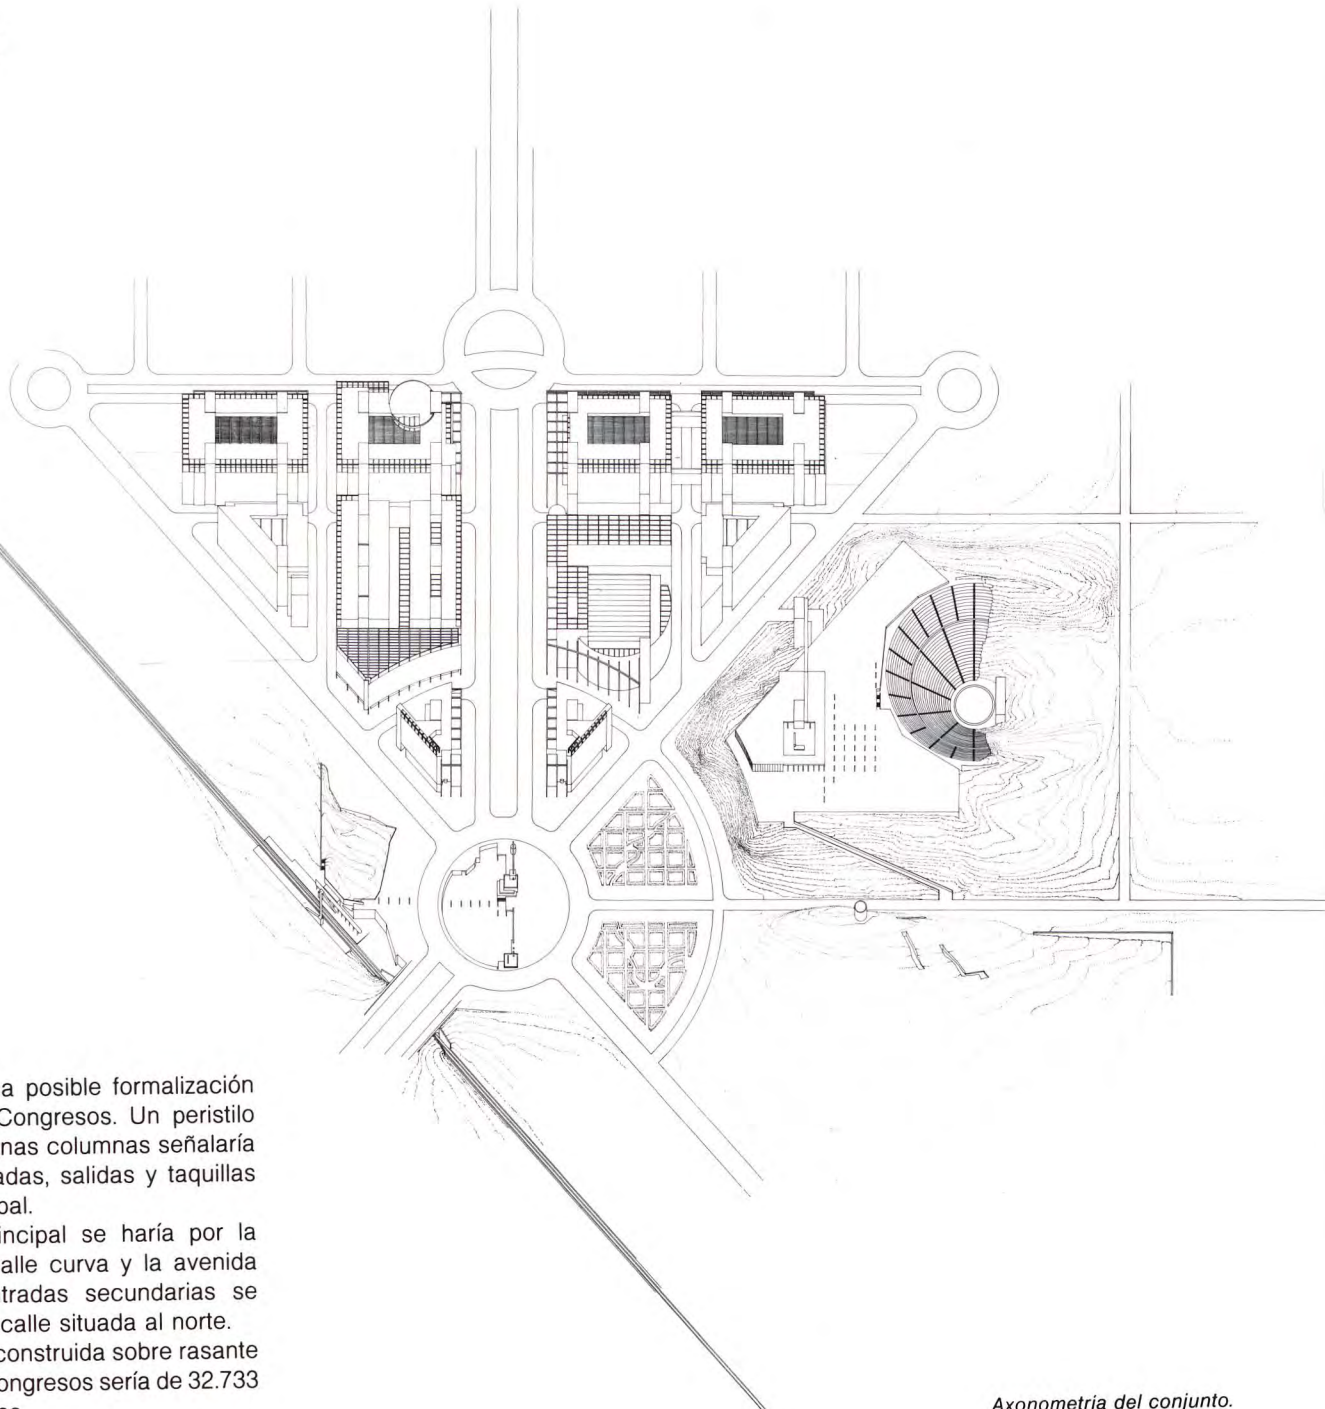 a posible formalización
Congresos. Un peristilo
nas columnas señalaría
adas, salidas y taquillas
pal.
incipal se haría por la
alle curva y la avenida
tradas secundarias se
calle situada al norte.
construida sobre rasante
ongresos sería de 32.733
Axonometria del conjunto.